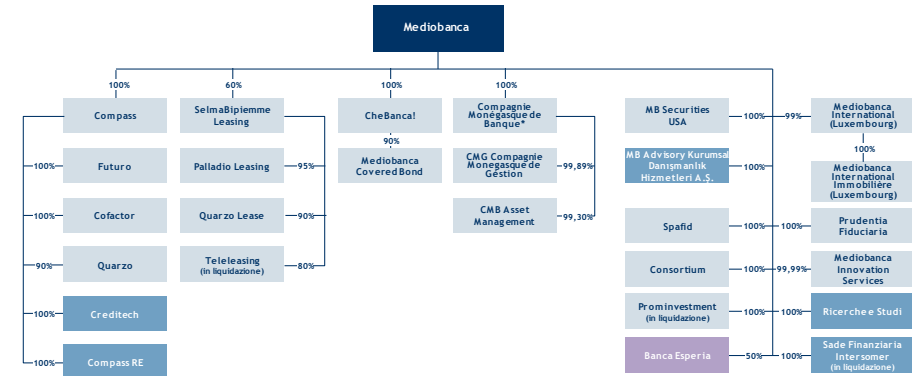 Mediobanca
100%
60%
100%
100%
Compass
SelmaBipiemme
Leasing
CheBanca!
Compagnie
Monégasque de
Banque*
MB Securities
USA
100%
99%
Mediobanca
International
(Luxembourg)
90%
100%
100%
Futuro
Palladio Leasing
95%
Mediobanca
Covered Bond
CMG Compagnie
Monégasque de
Géstion
99,89%
MB Advisory Kurumsal
Danışmanlık
Hizmetleri A.Ş.
100%
Mediobanca
International
Immobilière
(Luxembourg)
100%
Cofactor
Quarzo Lease
90%
CMB Asset
Management
99,30%
Spafid
100%
100%
Prudentia
Fiduciaria
90%
Quarzo
Teleleasing
(in liquidazione)
80%
Consortium
100%
99,99%
Mediobanca
Innovation
Services
100%
Creditech
Prominvestment
(in liquidazione)
100%
100%
Ricerche e Studi
100%
Compass RE
Banca Esperia
50%
100%
Sade Finanziaria
Intersomer
(in liquidazione)